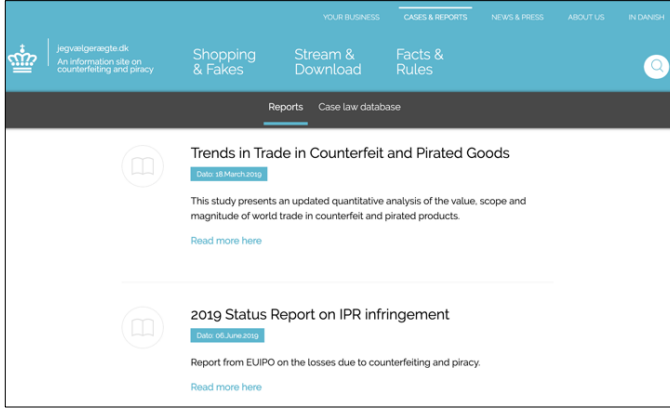 YOUR BUSINESS CASES & REPORTS NEWS & PRESS ABOUT US IN DANISH
jegvælgerægte.dk
An information site on
counterfeiting and piracy
Shopping
& Fakes
Stream &
Download
Facts &
Rules
Reports Case law database
Trends in Trade in Counterfeit and Pirated Goods
Dato: 18.March.2019
This study presents an updated quantitative analysis of the value, scope and
magnitude of world trade in counterfeit and pirated products.
Read more here
2019 Status Report on IPR infringement
Dato: 06.June.2019
Report from EUIPO on the losses due to counterfeiting and piracy.
Read more here